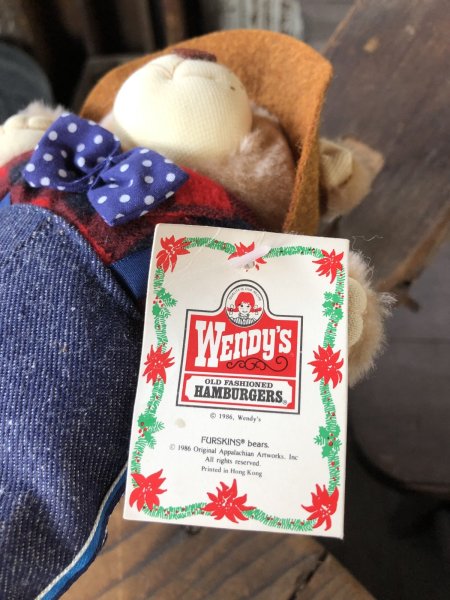 WENDY'S
OLD FASHIONED
HAMBURGERS®
© 1986, Wendy's
FURSKINS® bears.
© 1986 Original Appalachian Artworks. Inc
All rights reserved.
Printed in Hong Kong